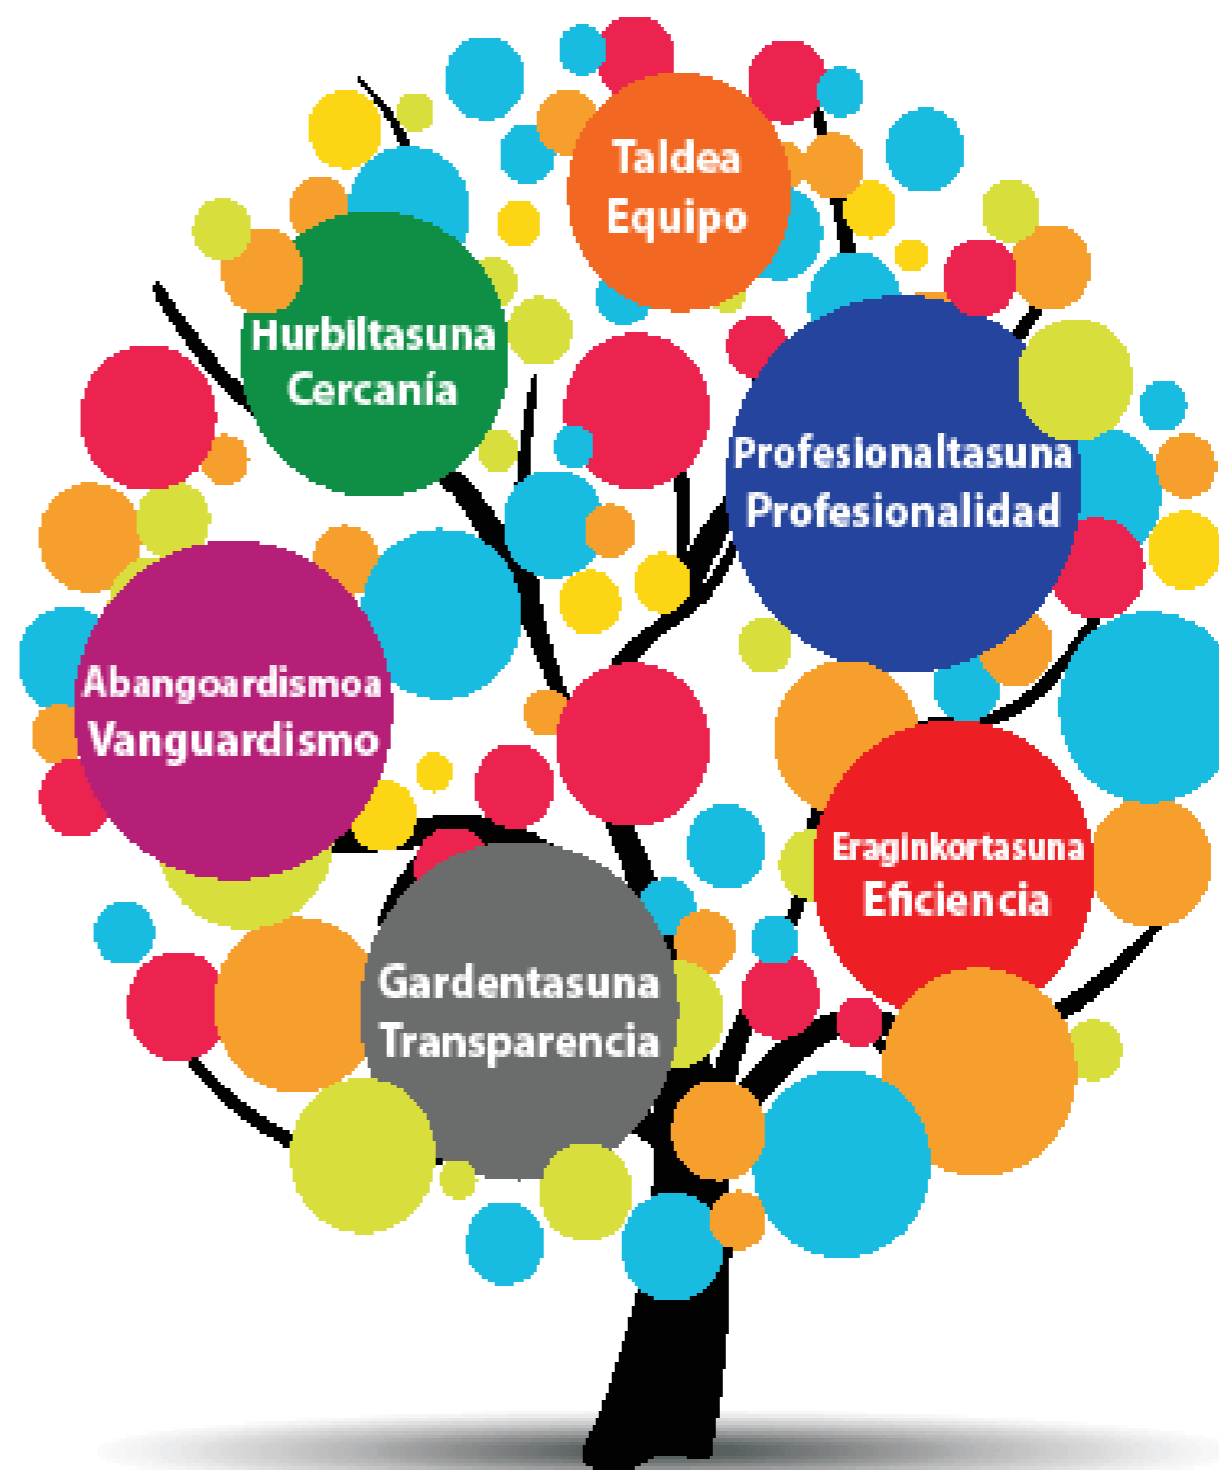 Taldea
Equipo
Hurbiltasuna
Cercanía
Profesionaltasuna
Profesionalidad
Abangoardismoa
Vanguardismo
Eraginkortasuna
Eficiencia
Gardentasuna
Transparencia